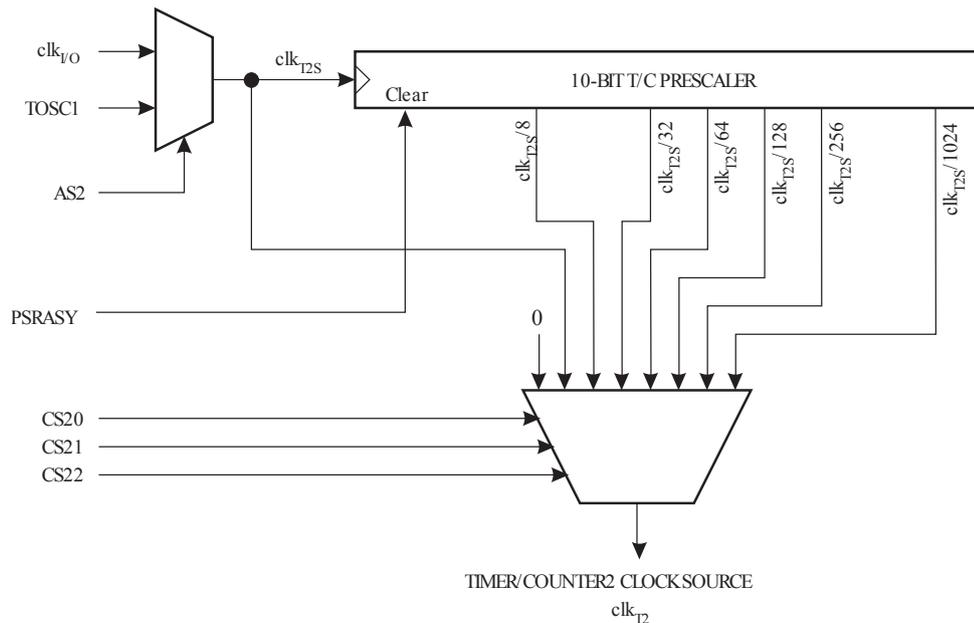 clkI/O
clkT2S
10-BIT T/C PRESCALER
TOSC1
Clear
clkT2S/8
clkT2S/32
clkT2S/64
clkT2S/128
clkT2S/256
clkT2S/1024
AS2
PSRASY
0
CS20
CS21
CS22
TIMER/COUNTER2 CLOCK SOURCE
clkT2